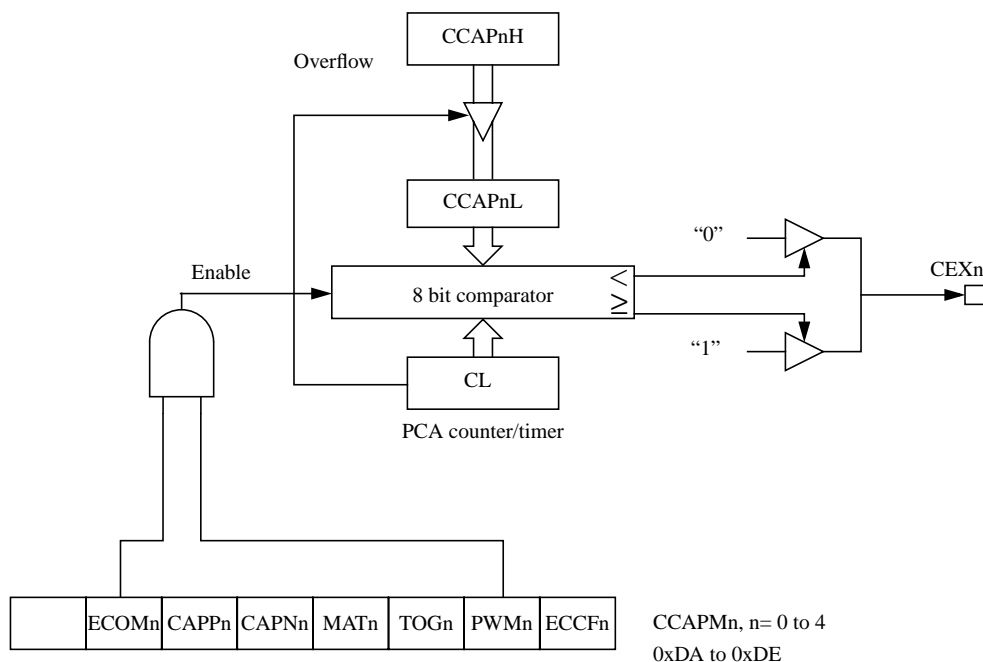 CCAPnH
Overflow
CCAPnL
“0”
Enable
8 bit comparator
<
≥
CEXn
“1”
CL
PCA counter/timer
ECOMn CAPPn CAPNn MATn TOGn PWMn ECCFn
CCAPMn, n= 0 to 4
0xDA to 0xDE